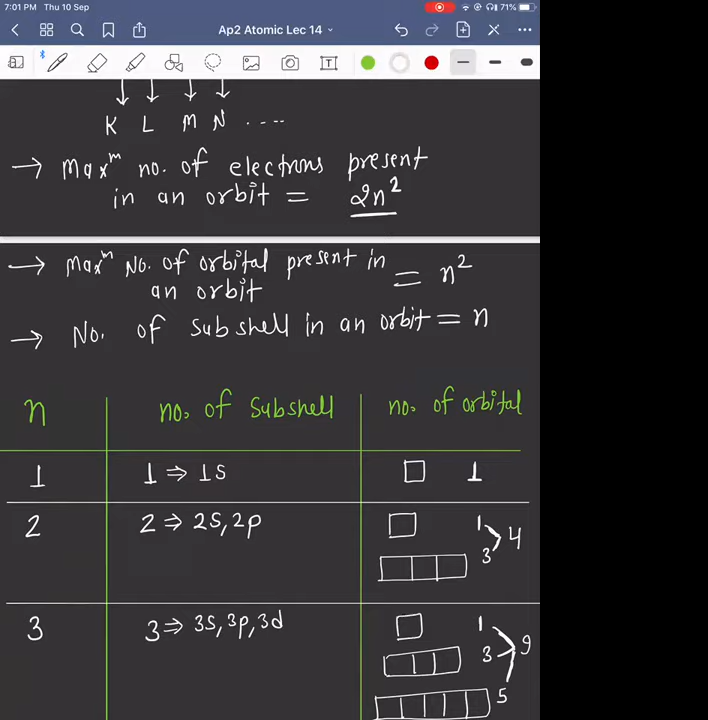 7:01 PM Thu 10 Sep
71%
Ap2 Atomic Lec 14
K L M N ....
→ Max^m no. of electrons present
in an orbit = 2n²
→ Max^m No. of orbital present in
an orbit = n²
→ No. of subshell in an orbit = n
n no. of subshell no. of orbital
1 1 ⇒ 1s 1
2 2 ⇒ 2s, 2p 1
3 > 4
3 3 ⇒ 3s, 3p, 3d 1
3 > 9
5